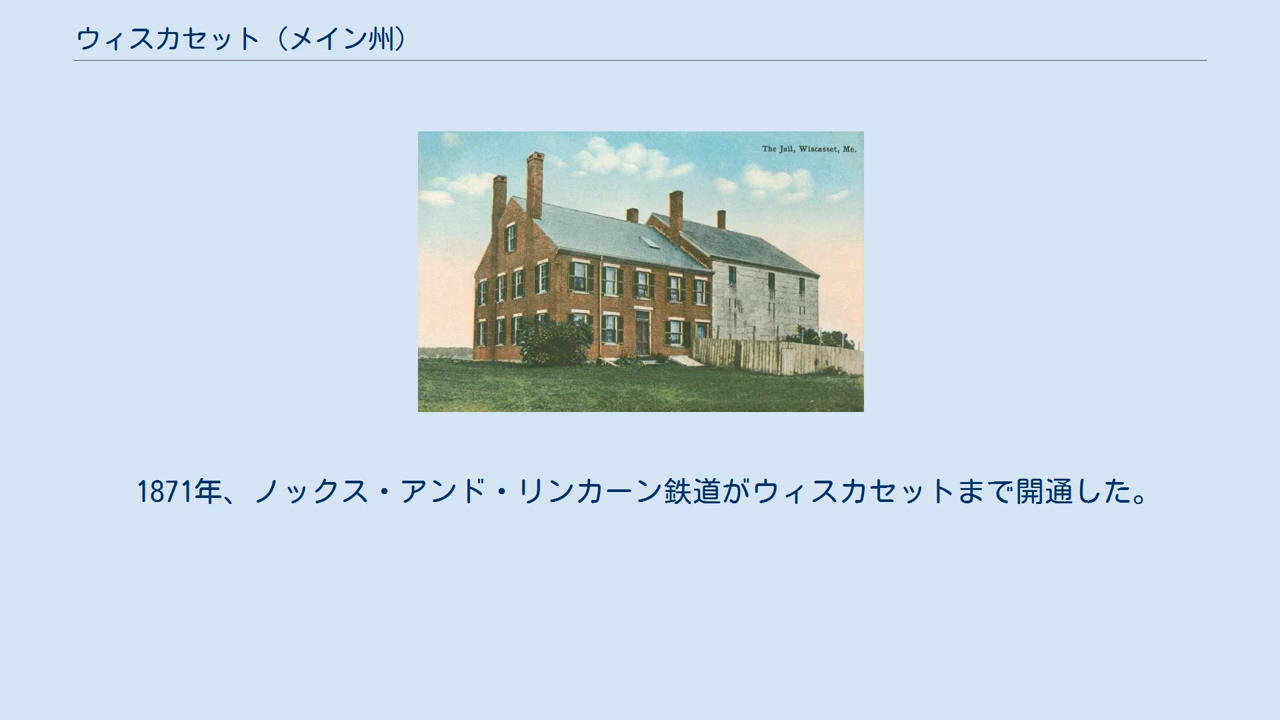 ウィスカセット（メイン州）
The Jail, Wiscasset, Me.
1871年、ノックス・アンド・リンカーン鉄道がウィスカセットまで開通した。